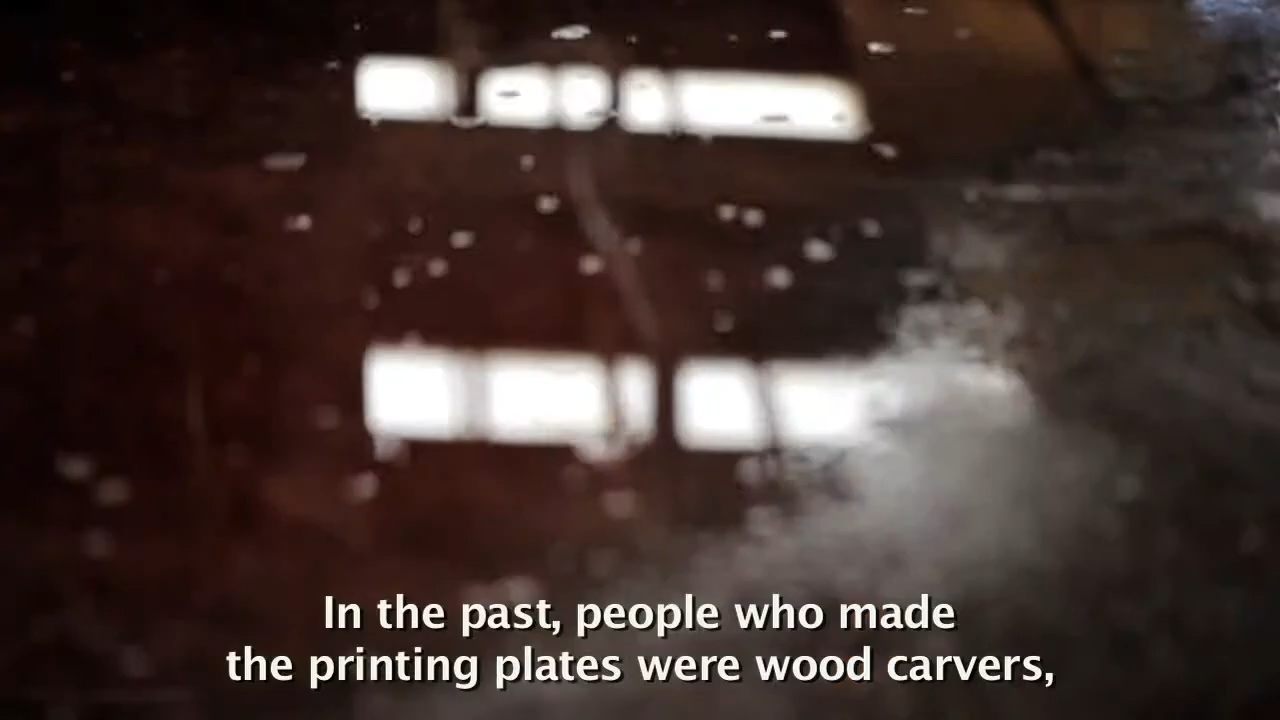 In the past, people who made
the printing plates were wood carvers,